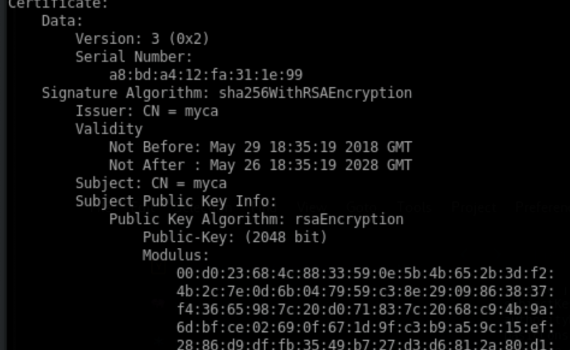 Certificate:
Data:
Version: 3 (0x2)
Serial Number:
a8:bd:a4:12:fa:31:1e:99
Signature Algorithm: sha256WithRSAEncryption
Issuer: CN = myca
Validity
Not Before: May 29 18:35:19 2018 GMT
Not After : May 26 18:35:19 2028 GMT
Subject: CN = myca
Subject Public Key Info:
Public Key Algorithm: rsaEncryption
Public-Key: (2048 bit)
Modulus:
00:d0:23:68:4c:88:33:59:0e:5b:4b:65:2b:3d:f2:
4b:2c:7e:0d:6b:04:79:59:c3:8e:29:09:86:38:37:
f4:36:65:98:7c:20:d0:71:83:7c:20:68:c9:4b:9a:
6d:bf:ce:02:69:0f:67:1d:9f:c3:b9:a5:9c:15:ef:
28:86:d9:df:fb:35:49:b7:27:d3:d6:81:2a:80:d1: